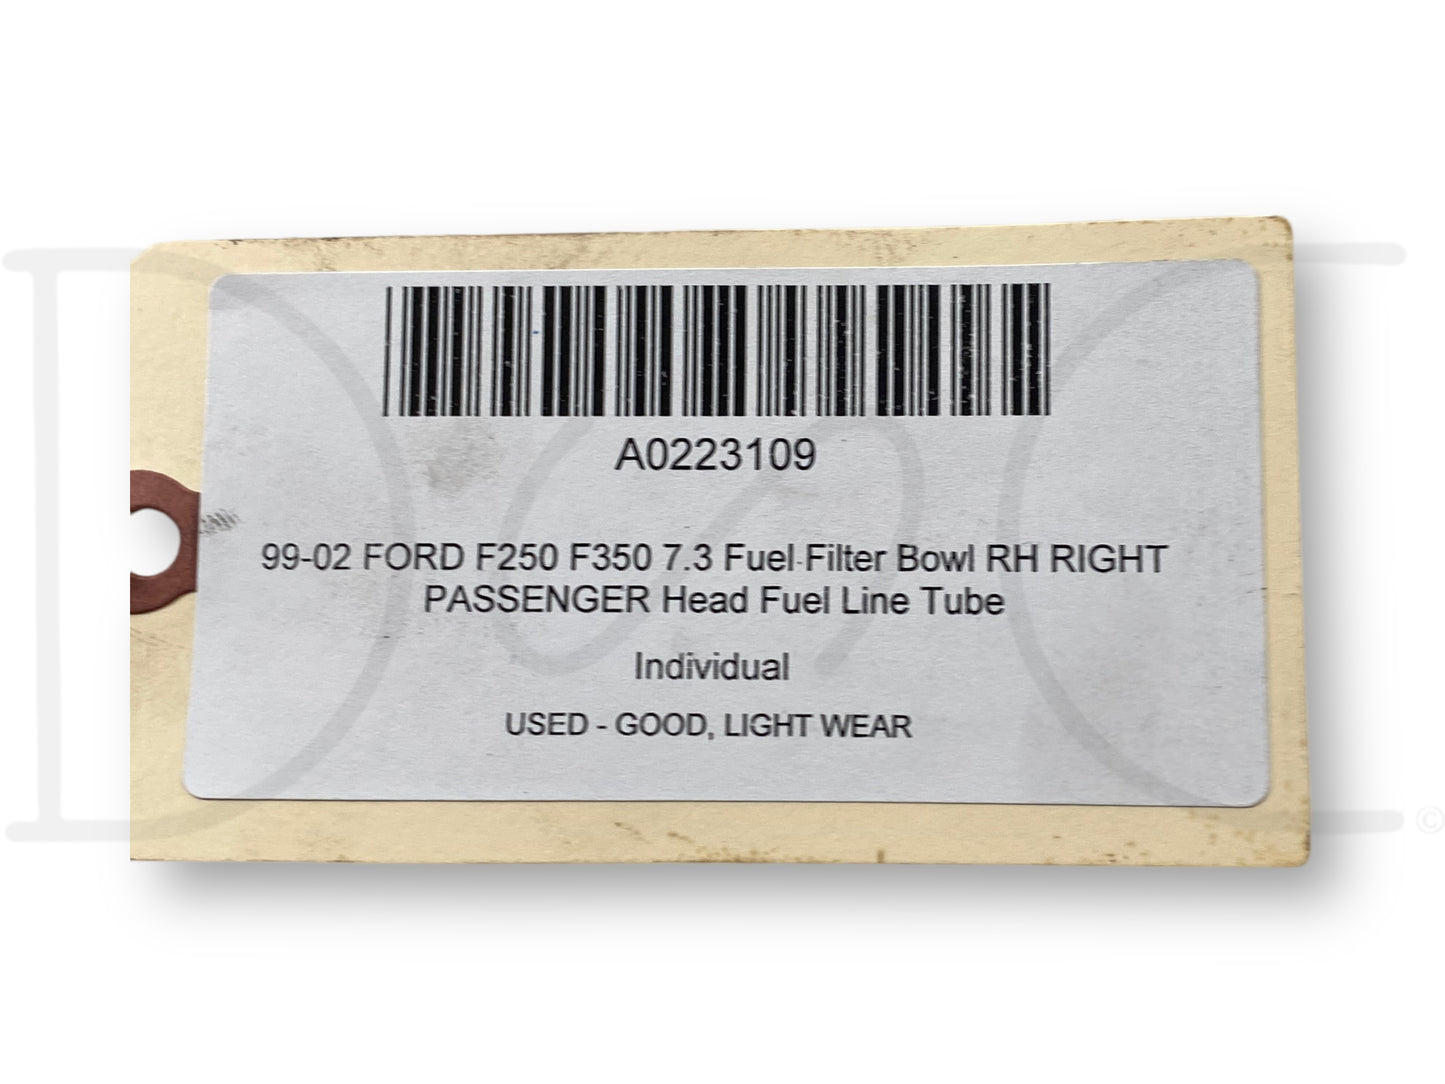 A0223109
99-02 FORD F250 F350 7.3 Fuel Filter Bowl RH RIGHT
PASSENGER Head Fuel Line Tube
Individual
USED - GOOD, LIGHT WEAR
©